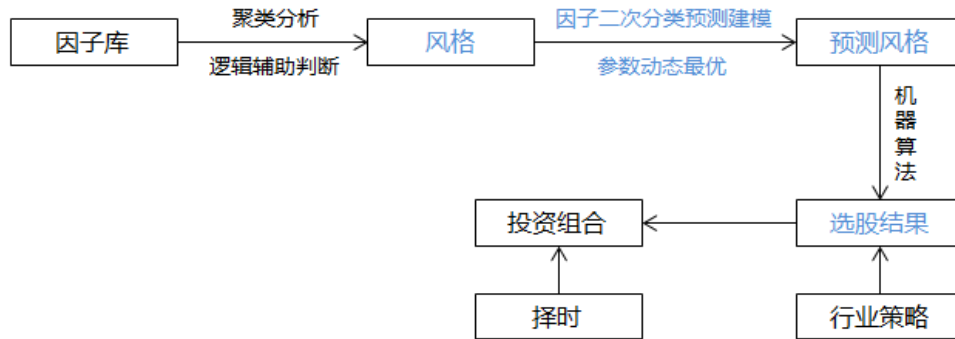 聚类分析
因子二次分类预测建模
因子库
风格
预测风格
逻辑辅助判断
参数动态最优
机器算法
投资组合
选股结果
择时
行业策略